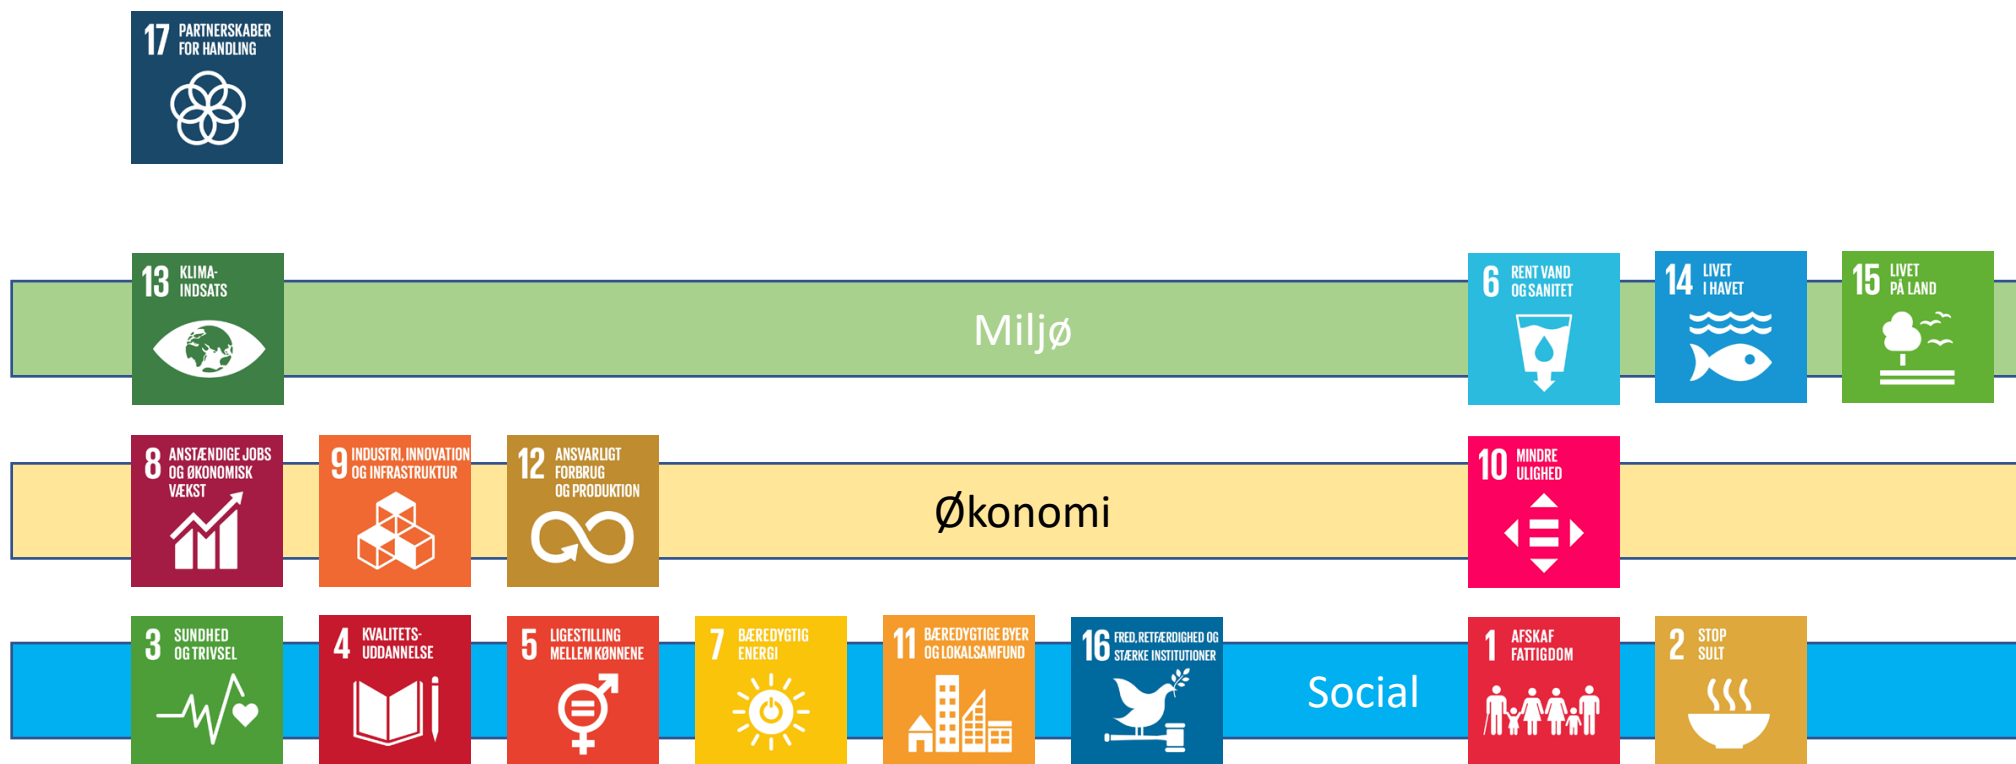 17 PARTNERSKABER
FOR HANDLING
13 KLIMA-
INDSATS
Miljø
6 RENT VAND
OG SANITET
14 LIVET
I HAVET
15 LIVET
PÅ LAND
8 ANSTÆNDIGE JOBS
OG ØKONOMISK
VÆKST
9 INDUSTRI, INNOVATION
OG INFRASTRUKTUR
12 ANSVARLIGT
FORBRUG
OG PRODUKTION
Økonomi
10 MINDRE
ULIGHED
3 SUNDHED
OG TRIVSEL
4 KVALITETS-
UDDANNELSE
5 LIGESTILLING
MELLEM KØNNENE
7 BÆREDYGTIG
ENERGI
11 BÆREDYGTIGE BYER
OG LOKALSAMFUND
16 FRED, RETFÆRDIGHED OG
STÆRKE INSTITUTIONER
Social
1 AFSKAF
FATTIGDOM
2 STOP
SULT